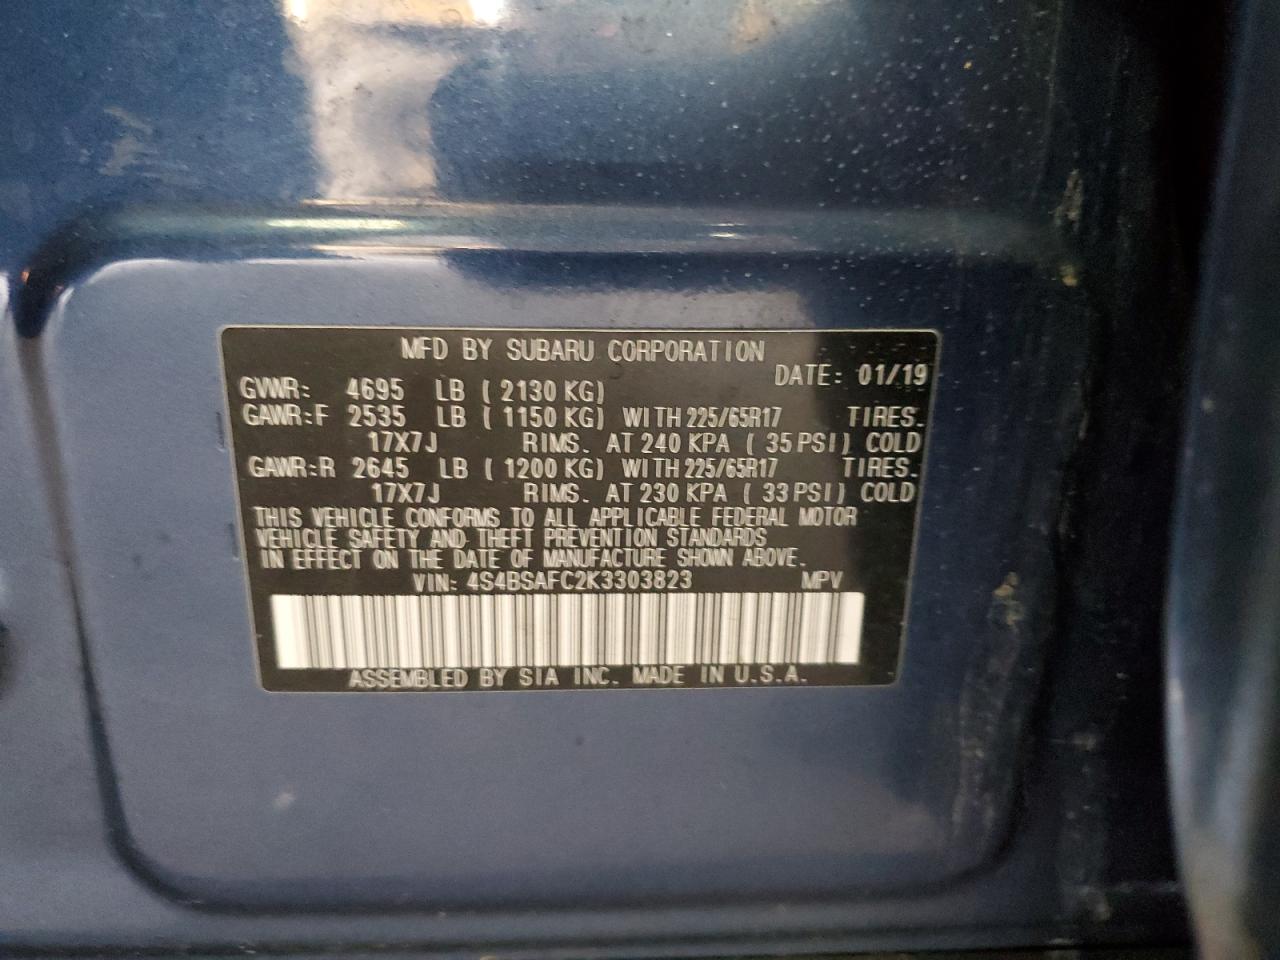 MFD BY SUBARU CORPORATION
DATE: 01/19
GVWR: 4695 LB ( 2130 KG)
GAWR:F 2535 LB ( 1150 KG) WITH 225/65R17 TIRES.
17X7J RIMS. AT 240 KPA ( 35 PSI) COLD
GAWR:R 2645 LB ( 1200 KG) WITH 225/65R17 TIRES.
17X7J RIMS. AT 230 KPA ( 33 PSI) COLD
THIS VEHICLE CONFORMS TO ALL APPLICABLE FEDERAL MOTOR
VEHICLE SAFETY AND THEFT PREVENTION STANDARDS
IN EFFECT ON THE DATE OF MANUFACTURE SHOWN ABOVE.
VIN: 4S4BSAFC2K3303823 MPV
ASSEMBLED BY SIA INC. MADE IN U.S.A.